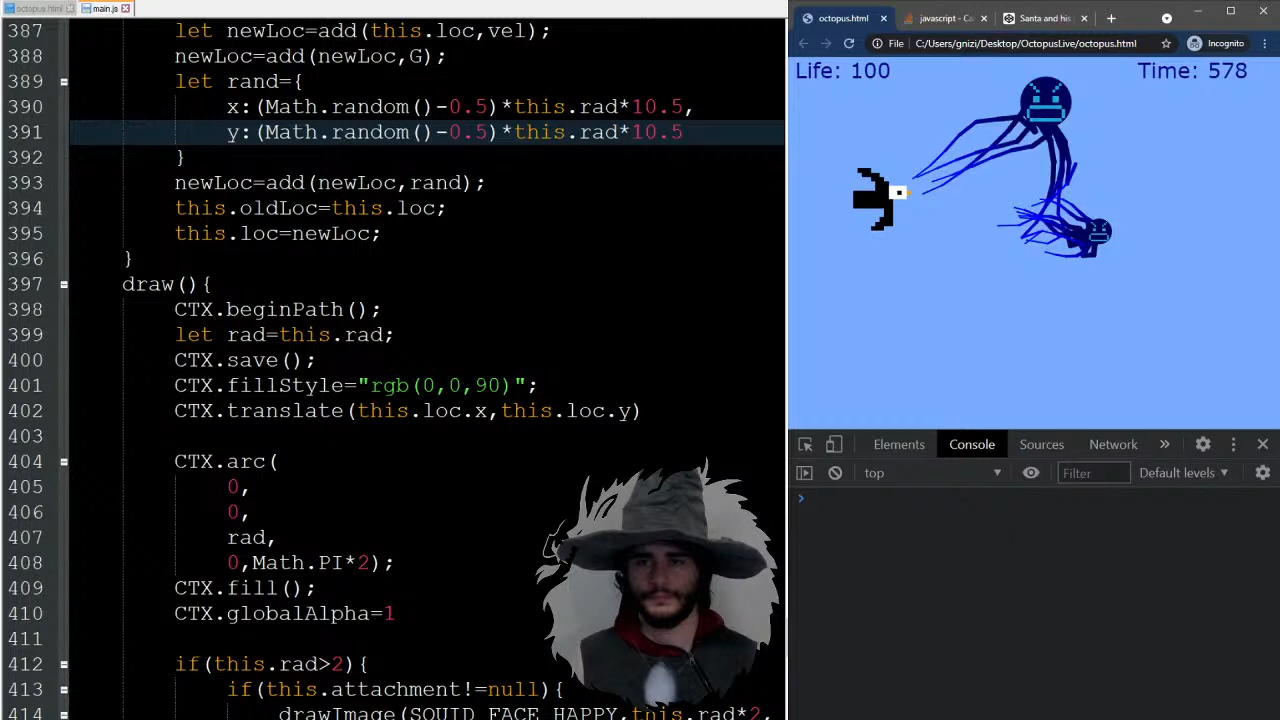 octopus.html
main.js
387 let newLoc=add(this.loc,vel);
388 newLoc=add(newLoc,G);
389 let rand={
390 x:(Math.random()-0.5)*this.rad*10.5,
391 y:(Math.random()-0.5)*this.rad*10.5
392 }
393 newLoc=add(newLoc,rand);
394 this.oldLoc=this.loc;
395 this.loc=newLoc;
396 }
397 draw(){
398 CTX.beginPath();
399 let rad=this.rad;
400 CTX.save();
401 CTX.fillStyle="rgb(0,0,90)";
402 CTX.translate(this.loc.x,this.loc.y)
403
404 CTX.arc(
405 0,
406 0,
407 rad,
408 0,Math.PI*2);
409 CTX.fill();
410 CTX.globalAlpha=1
411
412 if(this.rad>2){
413 if(this.attachment!=null){
414 drawImage(SQUID_FACE_HAPPY,this.rad*2,
octopus.html
javascript - Ca
Santa and his
File C:/Users/gnizi/Desktop/OctopusLive/octopus.html
Incognito
Life: 100
Time: 578
Elements Console Sources Network
top
Filter
Default levels